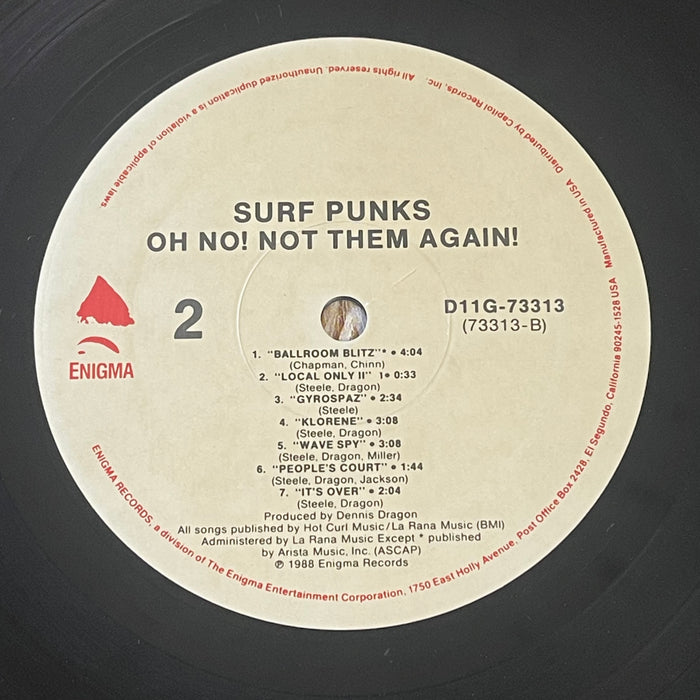 SURF PUNKS
OH NO! NOT THEM AGAIN!
2
D11G-73313
(73313-B)
ENIGMA
1. "BALLROOM BLITZ"* • 4:04
(Chapman, Chinn)
2. "LOCAL ONLY II" 1• 0:33
(Steele, Dragon)
3. "GYROSPAZ" • 2:34
(Steele)
4. "KLORENE" • 3:08
(Steele, Dragon)
5. "WAVE SPY" • 3:08
(Steele, Dragon, Miller)
6. "PEOPLE'S COURT" • 1:44
(Steele, Dragon, Jackson)
7. "IT'S OVER" • 2:04
(Steele, Dragon)
Produced by Dennis Dragon
All songs published by Hot Curl Music/La Rana Music (BMI)
Administered by La Rana Music Except * published
by Arista Music, Inc. (ASCAP)
℗ 1988 Enigma Records
ENIGMA RECORDS, a division of The Enigma Entertainment Corporation, 1750 East Holly Avenue, Post Office Box 2428, El Segundo, California 90245-1528 USA Manufactured in USA Distributed by Capitol Records, Inc. All rights reserved. Unauthorized duplication is a violation of applicable laws.